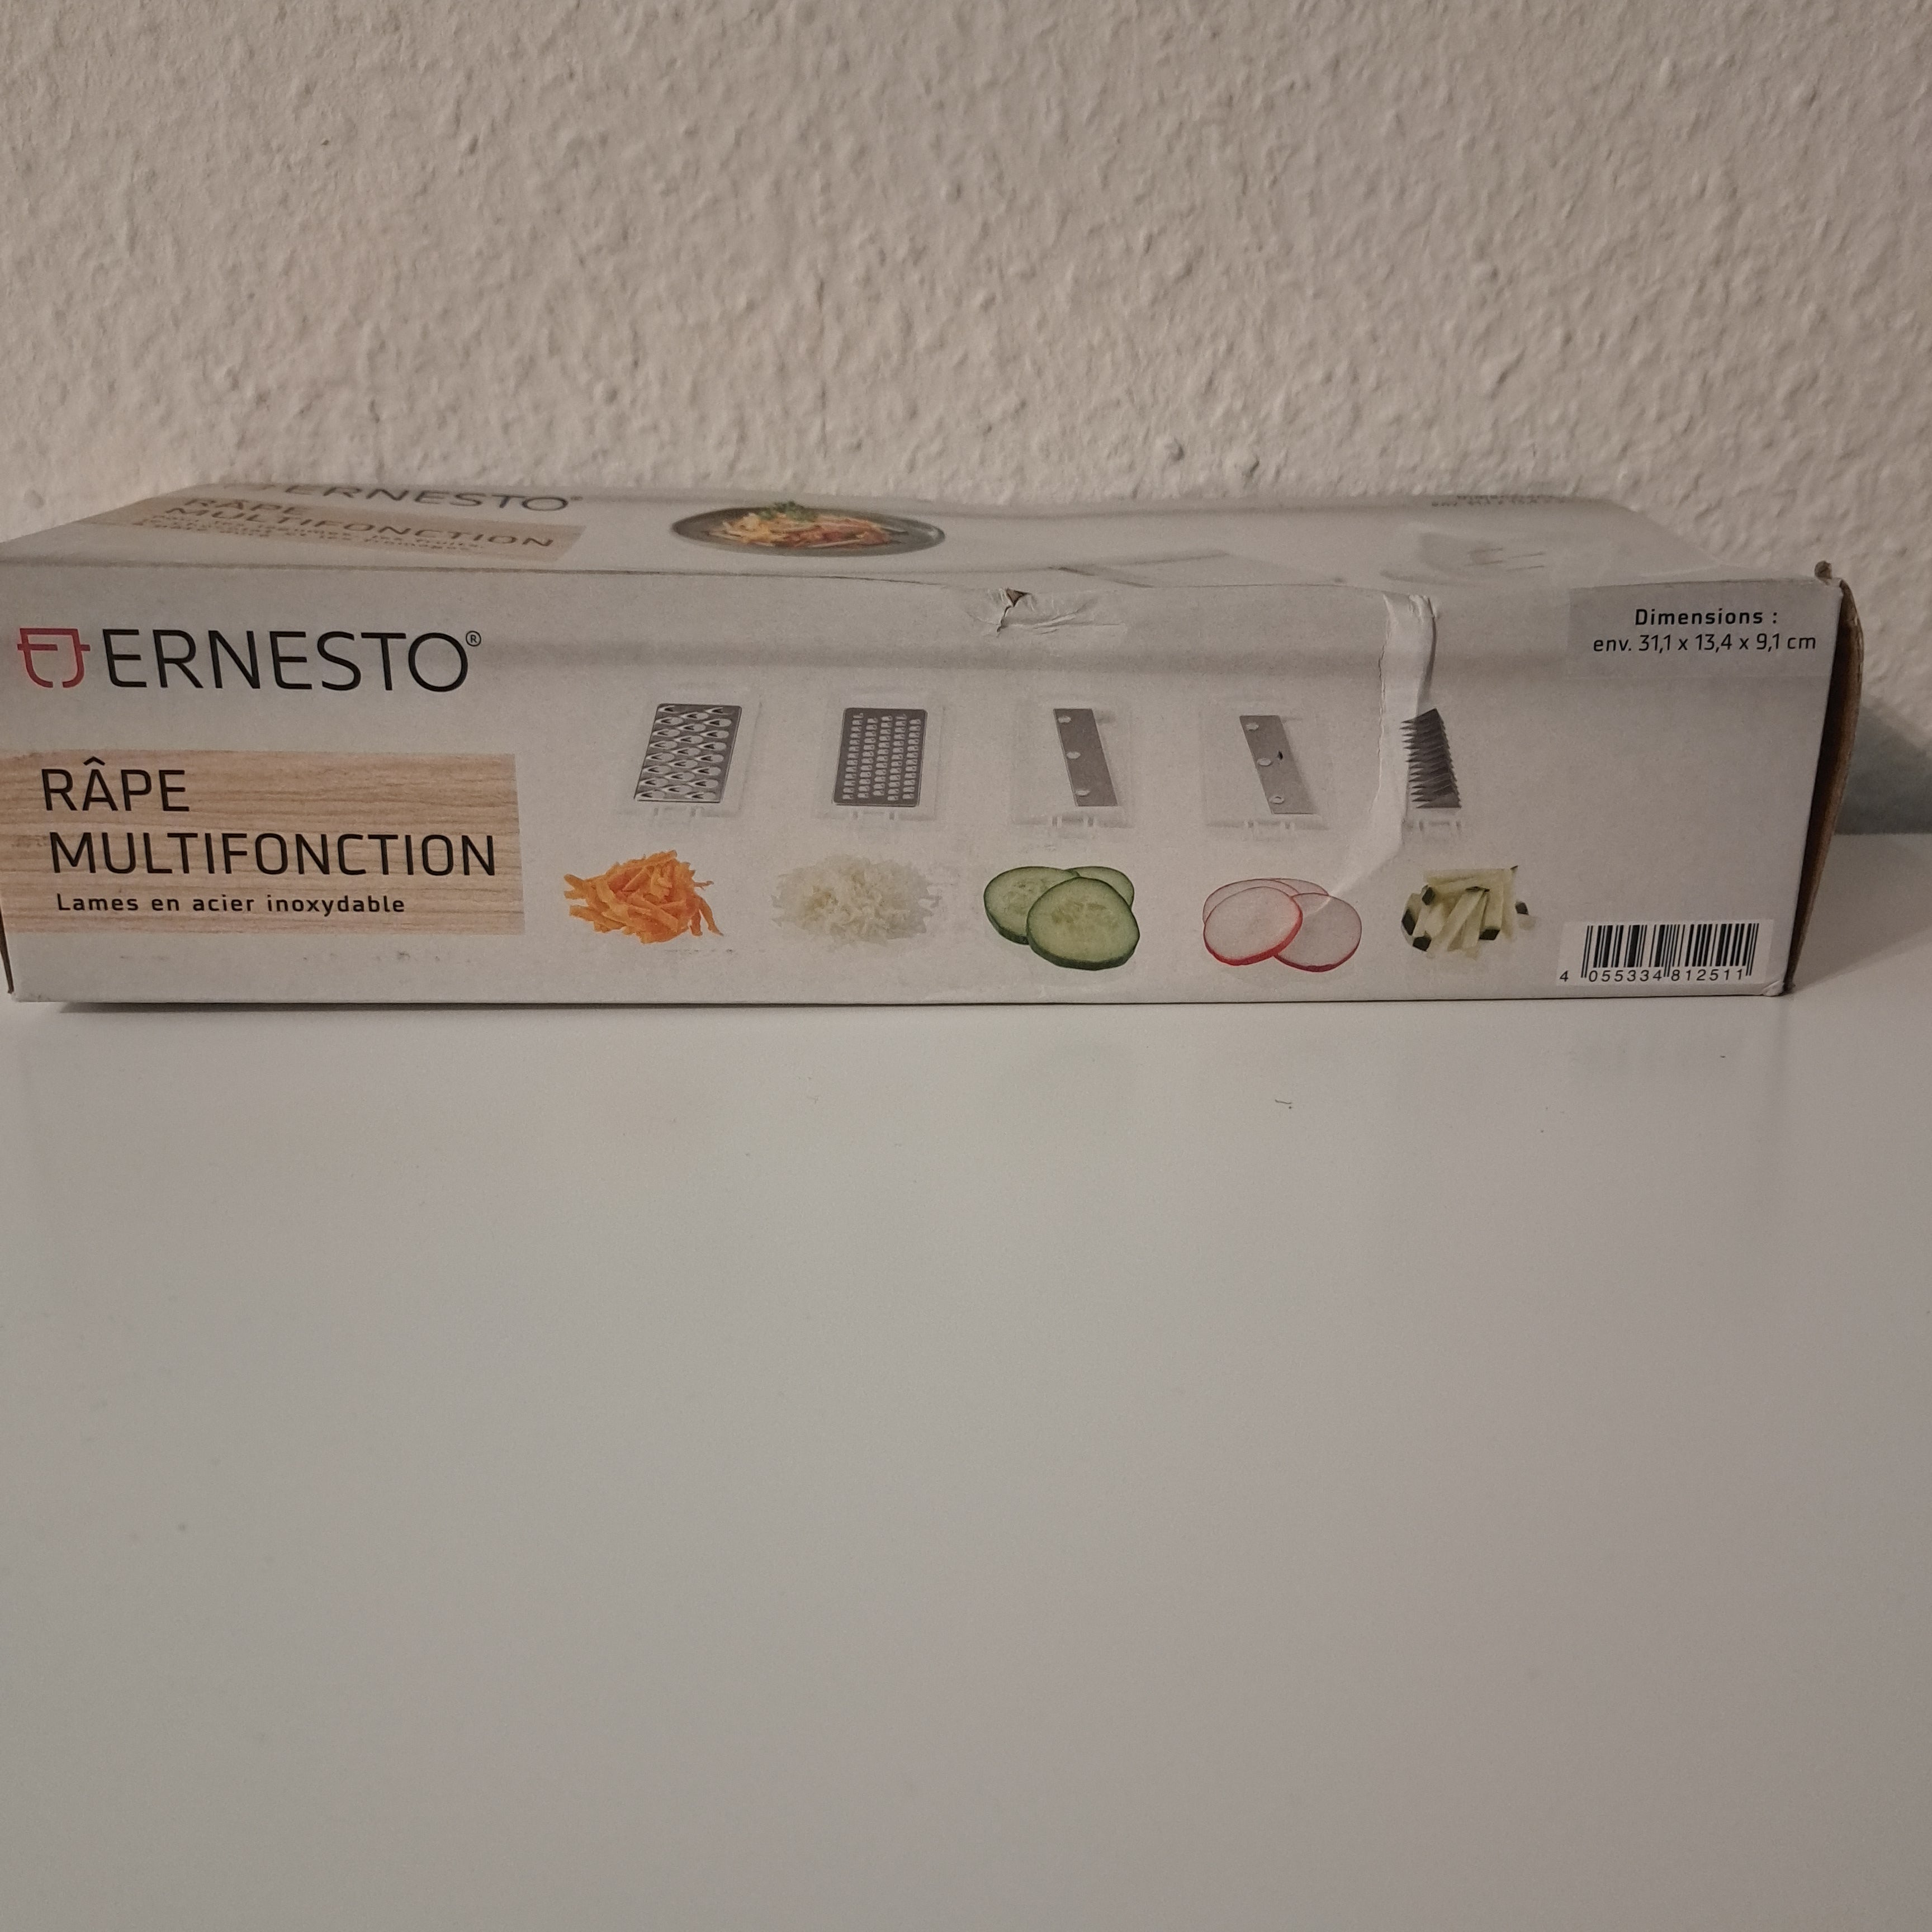 ERNESTO®
RÂPE
MULTIFONCTION
ERNESTO®
RÂPE
MULTIFONCTION
Lames en acier inoxydable
Dimensions :
env. 31,1 x 13,4 x 9,1 cm
4 055334 812511